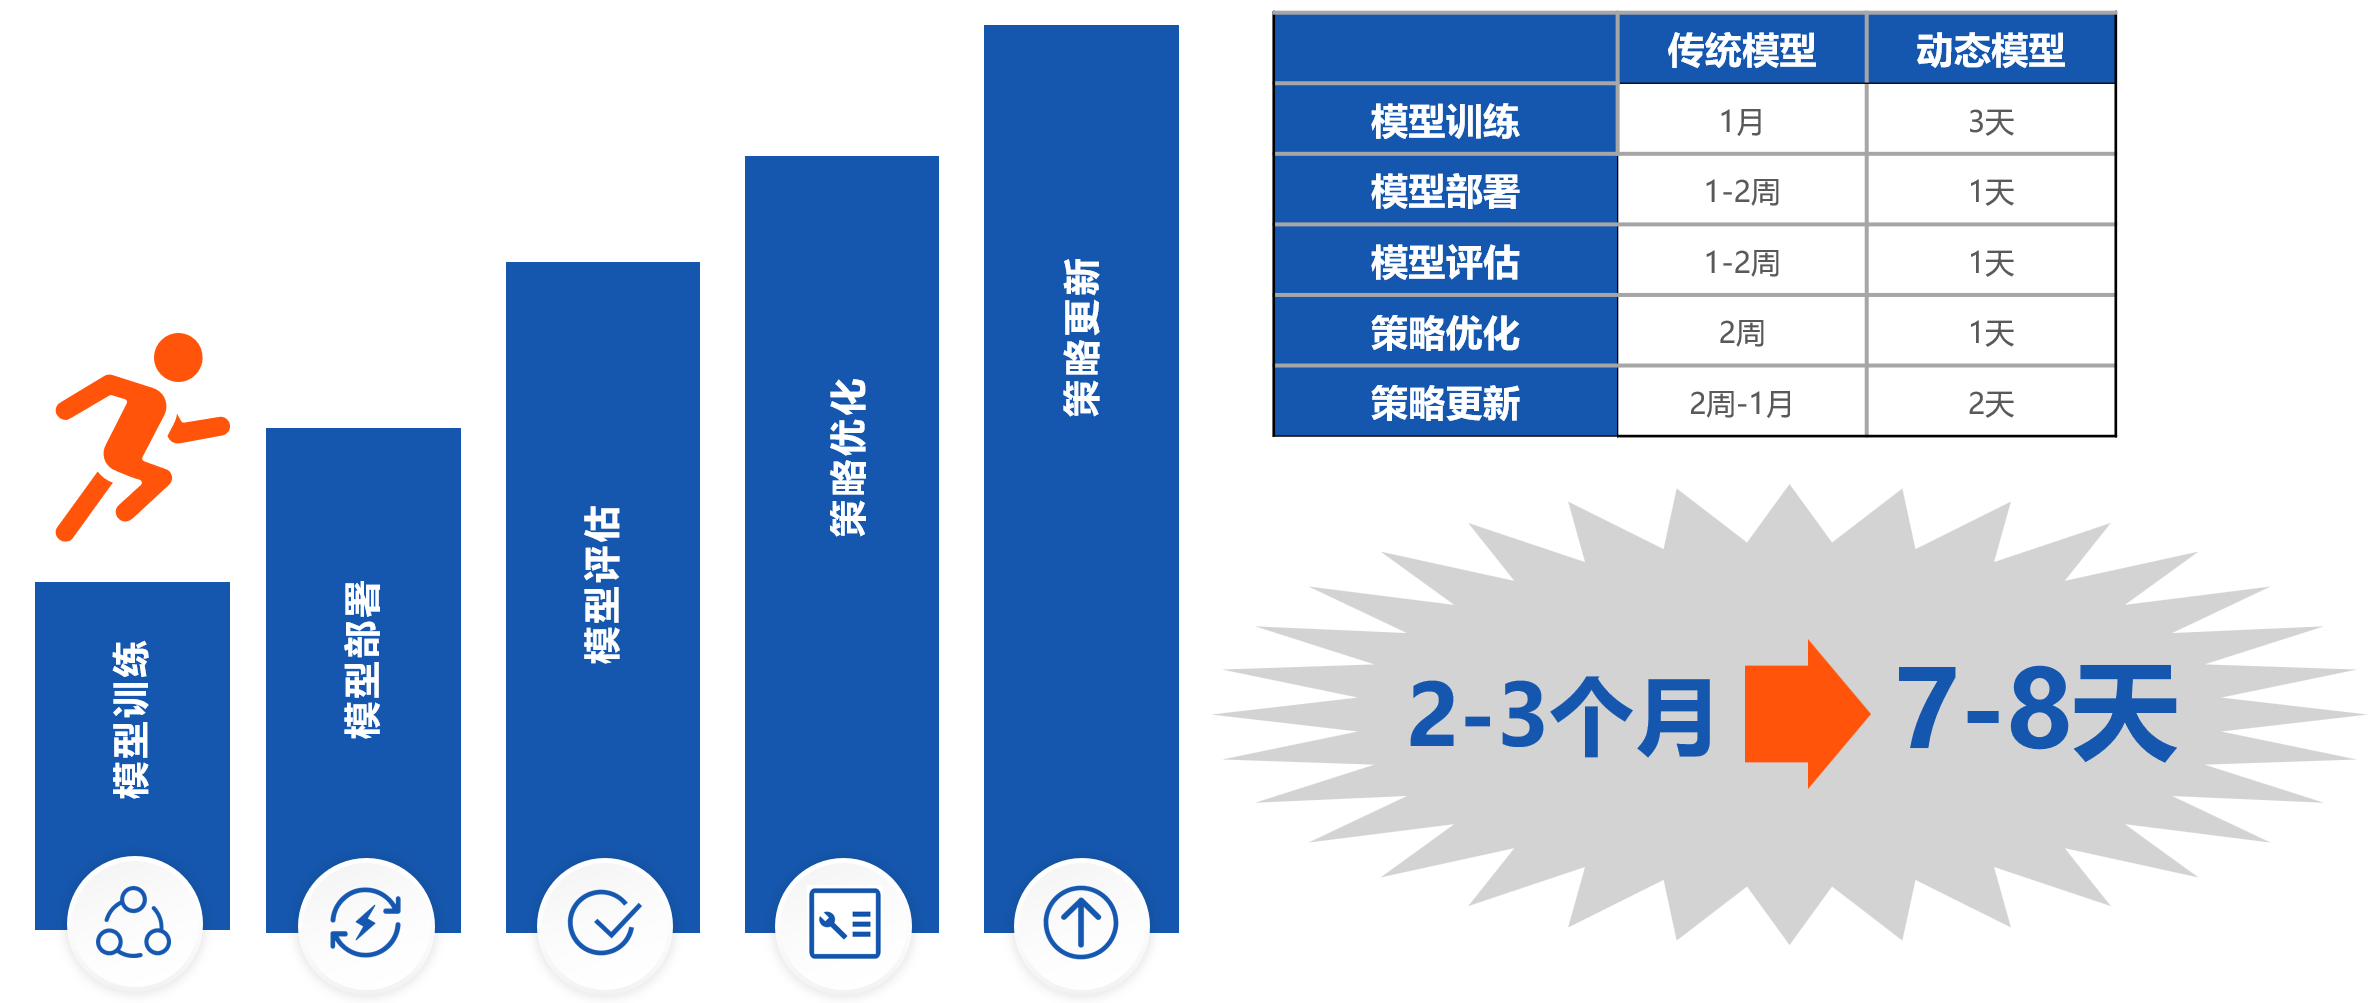 模型训练
模型部署
模型评估
策略优化
策略更新
传统模型 动态模型
模型训练 1月 3天
模型部署 1-2周 1天
模型评估 1-2周 1天
策略优化 2周 1天
策略更新 2周-1月 2天
2-3个月 7-8天